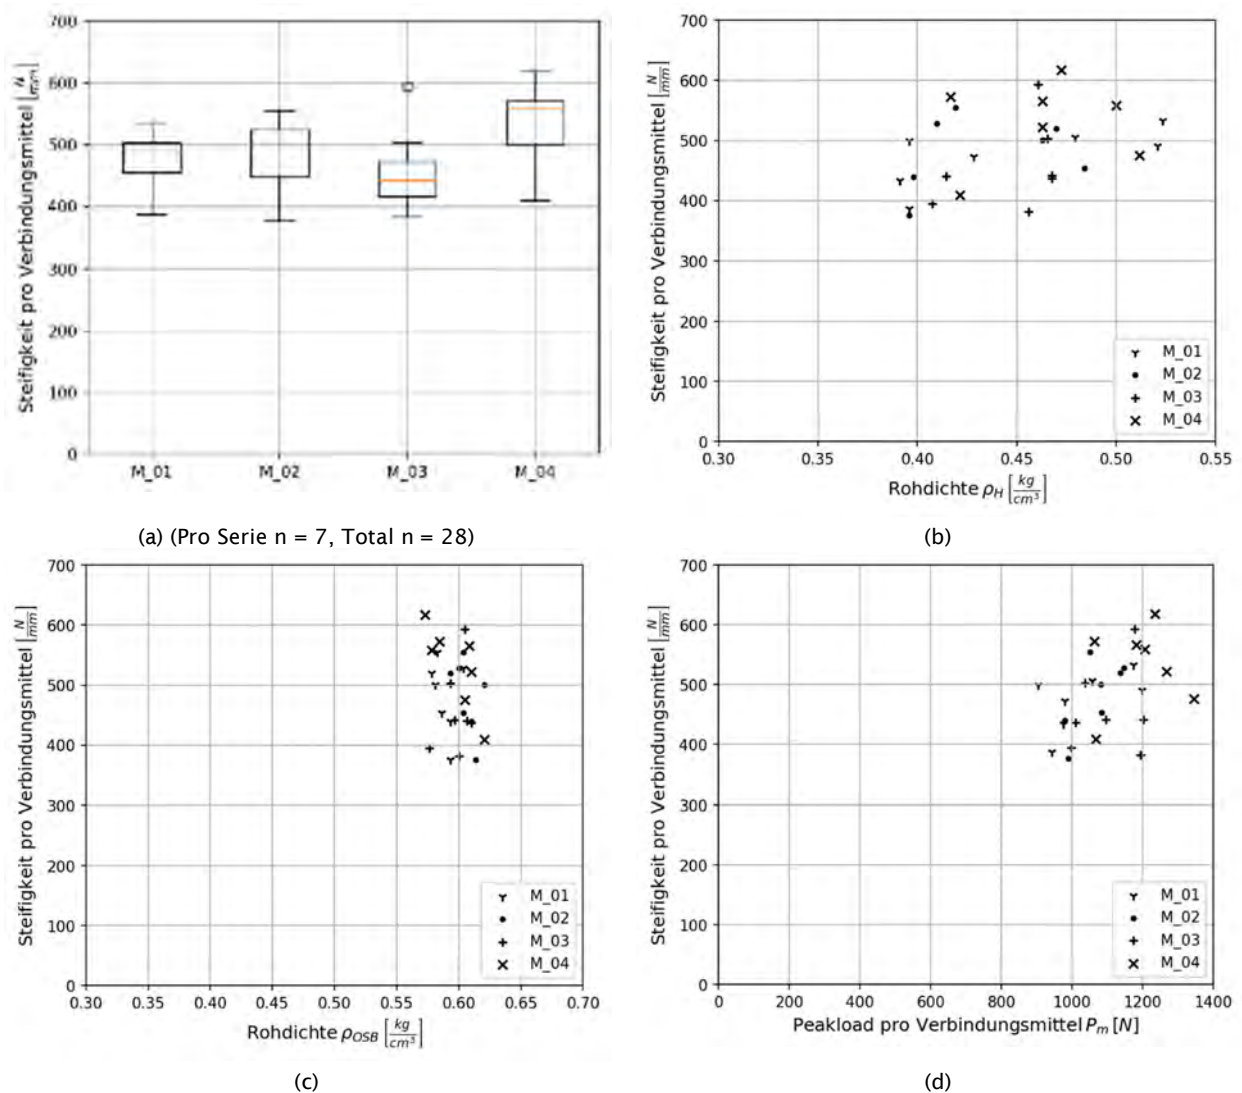 700
600
500
400
300
200
100
0
Steifigkeit pro Verbindungsmittel [N/mm]
M_01 M_02 M_03 M_04
(a) (Pro Serie n = 7, Total n = 28)
700
600
500
400
300
200
100
0
Steifigkeit pro Verbindungsmittel [N/mm]
M_01
M_02
M_03
M_04
0.30 0.35 0.40 0.45 0.50 0.55
Rohdichte ρH [kg/cm³]
(b)
700
600
500
400
300
200
100
0
Steifigkeit pro Verbindungsmittel [N/mm]
M_01
M_02
M_03
M_04
0.30 0.35 0.40 0.45 0.50 0.55 0.60 0.65 0.70
Rohdichte ρOSB [kg/cm³]
(c)
700
600
500
400
300
200
100
0
Steifigkeit pro Verbindungsmittel [N/mm]
M_01
M_02
M_03
M_04
0 200 400 600 800 1000 1200 1400
Peakload pro Verbindungsmittel Pm [N]
(d)